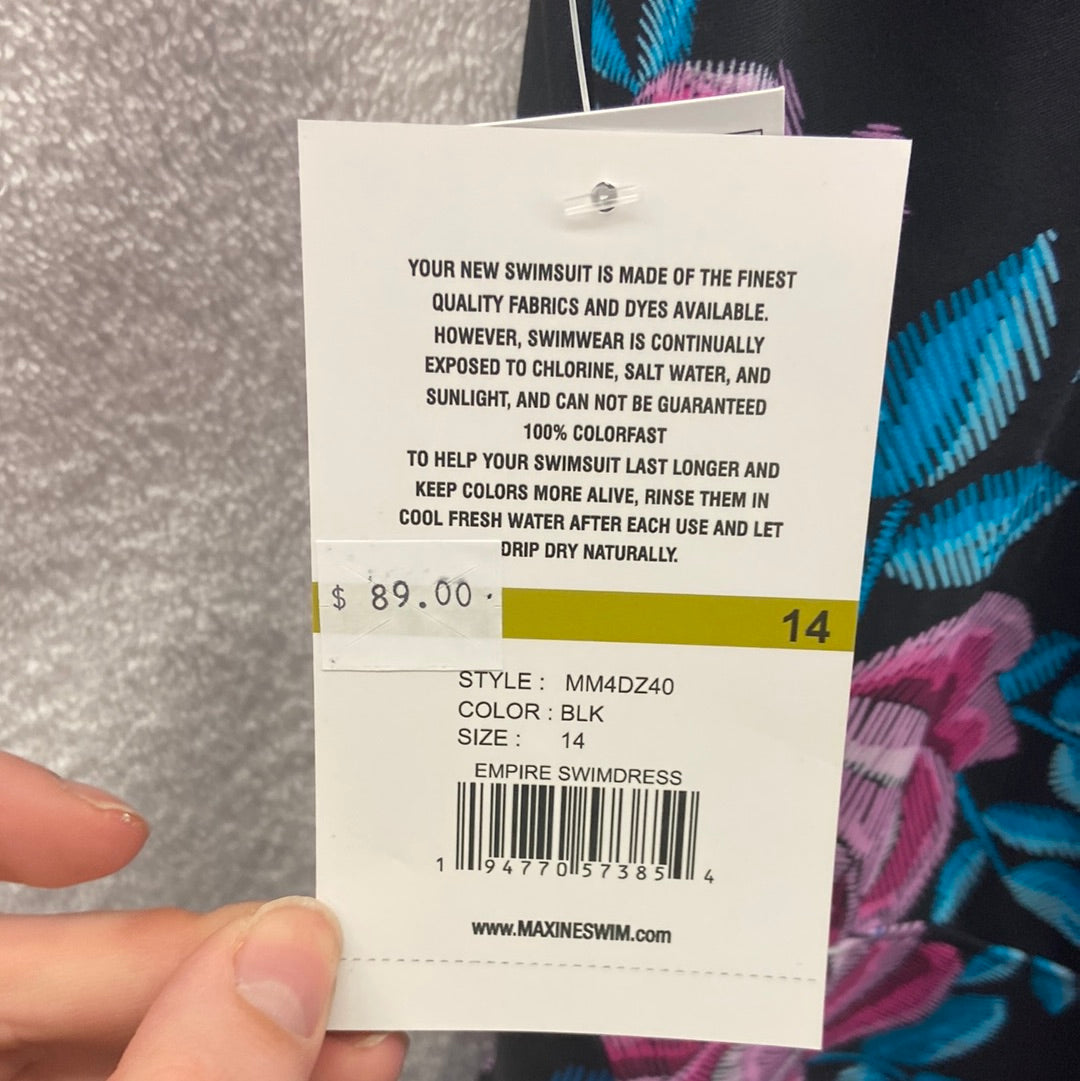 YOUR NEW SWIMSUIT IS MADE OF THE FINEST
QUALITY FABRICS AND DYES AVAILABLE.
HOWEVER, SWIMWEAR IS CONTINUALLY
EXPOSED TO CHLORINE, SALT WATER, AND
SUNLIGHT, AND CAN NOT BE GUARANTEED
100% COLORFAST
TO HELP YOUR SWIMSUIT LAST LONGER AND
KEEP COLORS MORE ALIVE, RINSE THEM IN
COOL FRESH WATER AFTER EACH USE AND LET
DRIP DRY NATURALLY.
$ 89.00
14
STYLE : MM4DZ40
COLOR : BLK
SIZE : 14
EMPIRE SWIMDRESS
1 94770 57385 4
www.MAXINESWIM.com